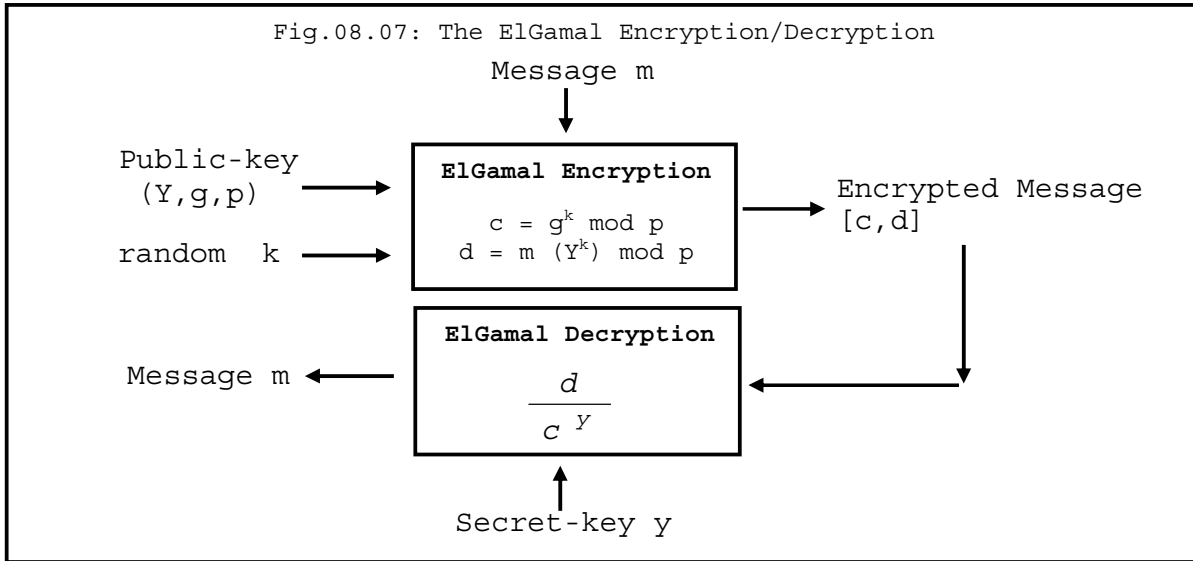 Fig.08.07: The ElGamal Encryption/Decryption
Message m
Public-key
(Y,g,p)
random k
ElGamal Encryption
c = g^k mod p
d = m (Y^k) mod p
Encrypted Message
[c,d]
ElGamal Decryption
d
c^y
Message m
Secret-key y